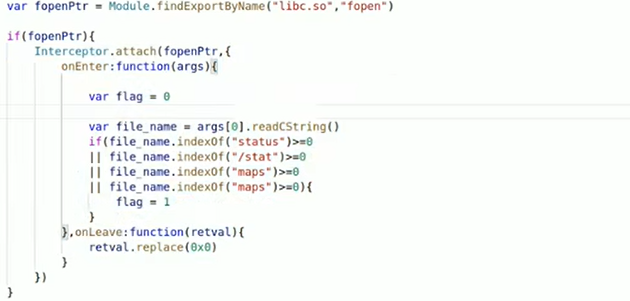 var fopenPtr = Module.findExportByName("libc.so","fopen")
if(fopenPtr){
Interceptor.attach(fopenPtr,{
onEnter:function(args){
var flag = 0
var file_name = args[0].readCString()
if(file_name.indexOf("status")>=0
|| file_name.indexOf("/stat")>=0
|| file_name.indexOf("maps")>=0
|| file_name.indexOf("maps")>=0){
flag = 1
}
},onLeave:function(retval){
retval.replace(0x0)
}
})
}